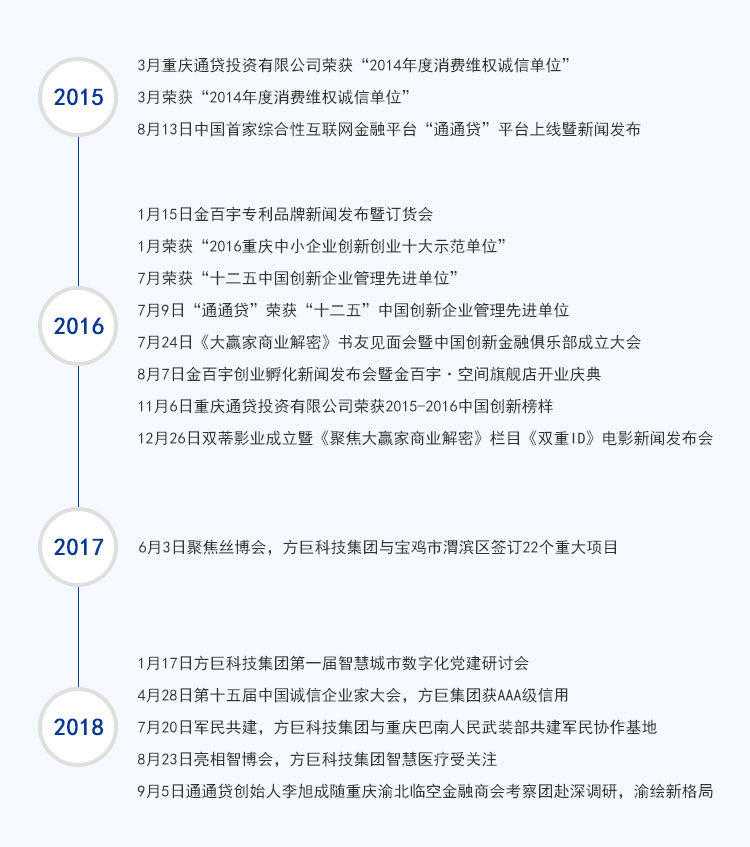 2015
3月重庆通贷投资有限公司荣获“2014年度消费维权诚信单位”
3月荣获“2014年度消费维权诚信单位”
8月13日中国首家综合性互联网金融平台“通通贷”平台上线暨新闻发布
2016
1月15日金百宇专利品牌新闻发布暨订货会
1月荣获“2016重庆中小企业创新创业十大示范单位”
7月荣获“十二五中国创新企业管理先进单位”
7月9日“通通贷”荣获“十二五”中国创新企业管理先进单位
7月24日《大赢家商业解密》书友见面会暨中国创新金融俱乐部成立大会
8月7日金百宇创业孵化新闻发布会暨金百宇·空间旗舰店开业庆典
11月6日重庆通贷投资有限公司荣获2015-2016中国创新榜样
12月26日双蒂影业成立暨《聚焦大赢家商业解密》栏目《双重ID》电影新闻发布会
2017
6月3日聚焦丝博会，方巨科技集团与宝鸡市渭滨区签订22个重大项目
2018
1月17日方巨科技集团第一届智慧城市数字化党建研讨会
4月28日第十五届中国诚信企业家大会，方巨集团获AAA级信用
7月20日军民共建，方巨科技集团与重庆巴南人民武装部共建军民协作基地
8月23日亮相智博会，方巨科技集团智慧医疗受关注
9月5日通通贷创始人李旭成随重庆渝北临空金融商会考察团赴深调研，渝绘新格局